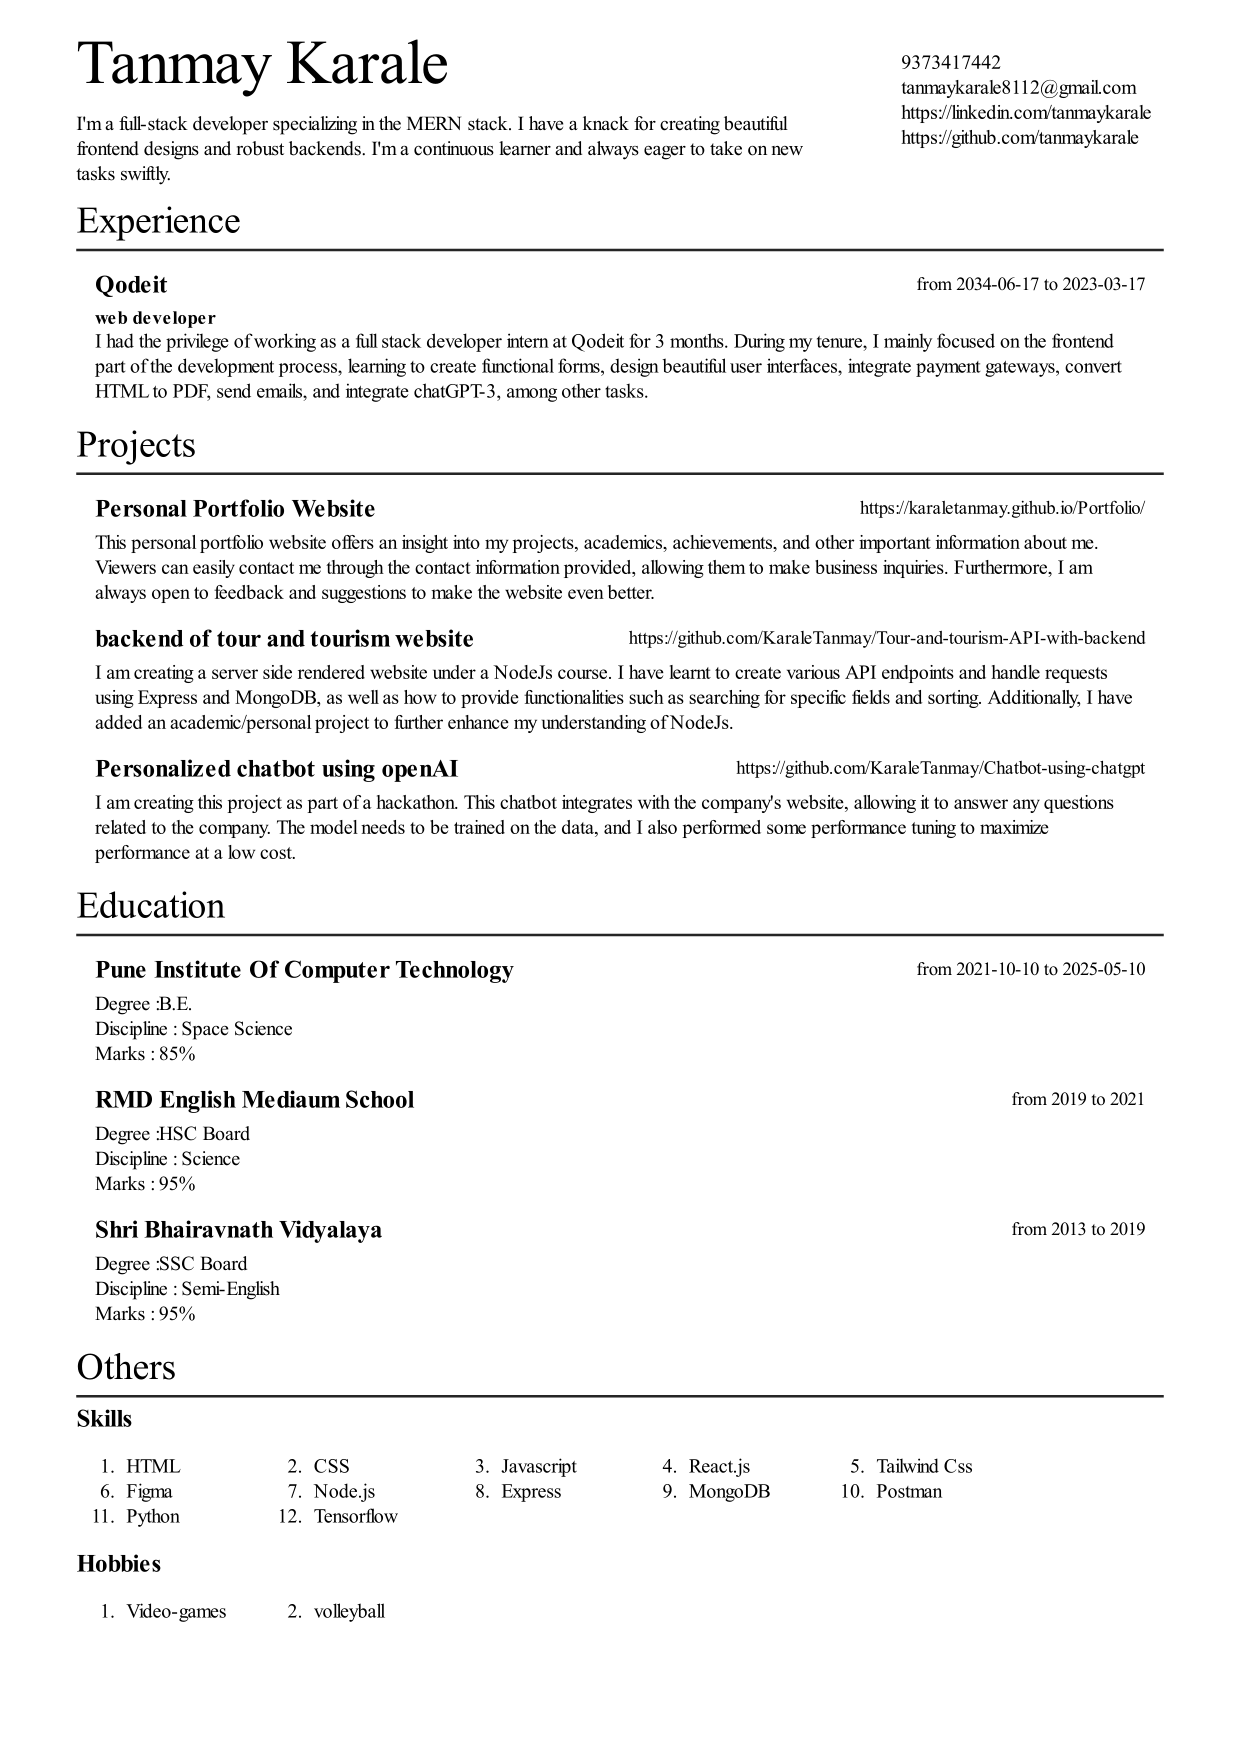 Tanmay Karale
9373417442
tanmaykarale8112@gmail.com
https://linkedin.com/tanmaykarale
https://github.com/tanmaykarale
I'm a full-stack developer specializing in the MERN stack. I have a knack for creating beautiful
frontend designs and robust backends. I'm a continuous learner and always eager to take on new
tasks swiftly.
Experience
Qodeit from 2034-06-17 to 2023-03-17
web developer
I had the privilege of working as a full stack developer intern at Qodeit for 3 months. During my tenure, I mainly focused on the frontend
part of the development process, learning to create functional forms, design beautiful user interfaces, integrate payment gateways, convert
HTML to PDF, send emails, and integrate chatGPT-3, among other tasks.
Projects
Personal Portfolio Website https://karaletanmay.github.io/Portfolio/
This personal portfolio website offers an insight into my projects, academics, achievements, and other important information about me.
Viewers can easily contact me through the contact information provided, allowing them to make business inquiries. Furthermore, I am
always open to feedback and suggestions to make the website even better.
backend of tour and tourism website https://github.com/KaraleTanmay/Tour-and-tourism-API-with-backend
I am creating a server side rendered website under a NodeJs course. I have learnt to create various API endpoints and handle requests
using Express and MongoDB, as well as how to provide functionalities such as searching for specific fields and sorting. Additionally, I have
added an academic/personal project to further enhance my understanding of NodeJs.
Personalized chatbot using openAI https://github.com/KaraleTanmay/Chatbot-using-chatgpt
I am creating this project as part of a hackathon. This chatbot integrates with the company's website, allowing it to answer any questions
related to the company. The model needs to be trained on the data, and I also performed some performance tuning to maximize
performance at a low cost.
Education
Pune Institute Of Computer Technology from 2021-10-10 to 2025-05-10
Degree :B.E.
Discipline : Space Science
Marks : 85%
RMD English Mediaum School from 2019 to 2021
Degree :HSC Board
Discipline : Science
Marks : 95%
Shri Bhairavnath Vidyalaya from 2013 to 2019
Degree :SSC Board
Discipline : Semi-English
Marks : 95%
Others
Skills
1. HTML 2. CSS 3. Javascript 4. React.js 5. Tailwind Css
6. Figma 7. Node.js 8. Express 9. MongoDB 10. Postman
11. Python 12. Tensorflow
Hobbies
1. Video-games 2. volleyball